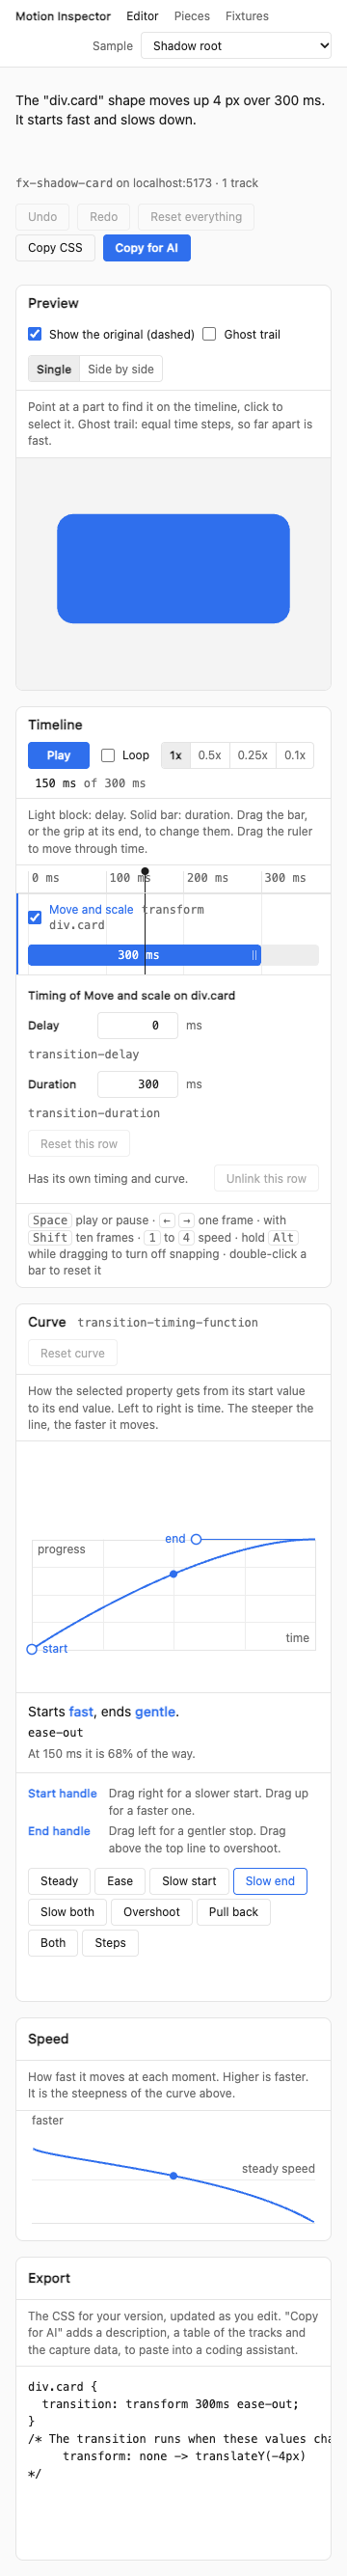 Motion Inspector Editor Pieces Fixtures
Sample Shadow root
The "div.card" shape moves up 4 px over 300 ms.
It starts fast and slows down.
fx-shadow-card on localhost:5173 · 1 track
Undo Redo Reset everything
Copy CSS Copy for AI
Preview
Show the original (dashed) Ghost trail
Single Side by side
Point at a part to find it on the timeline, click to
select it. Ghost trail: equal time steps, so far apart is
fast.
Timeline
Play Loop 1x 0.5x 0.25x 0.1x
150 ms of 300 ms
Light block: delay. Solid bar: duration. Drag the bar,
or the grip at its end, to change them. Drag the ruler
to move through time.
0 ms 100 ms 200 ms 300 ms
Move and scale transform
div.card
300 ms
Timing of Move and scale on div.card
Delay 0 ms
transition-delay
Duration 300 ms
transition-duration
Reset this row
Has its own timing and curve. Unlink this row
Space play or pause · ← → one frame · with
Shift ten frames · 1 to 4 speed · hold Alt
while dragging to turn off snapping · double-click a
bar to reset it
Curve transition-timing-function
Reset curve
How the selected property gets from its start value
to its end value. Left to right is time. The steeper the
line, the faster it moves.
end
progress
time
start
Starts fast, ends gentle.
ease-out
At 150 ms it is 68% of the way.
Start handle Drag right for a slower start. Drag up
for a faster one.
End handle Drag left for a gentler stop. Drag
above the top line to overshoot.
Steady Ease Slow start Slow end
Slow both Overshoot Pull back
Both Steps
Speed
How fast it moves at each moment. Higher is faster.
It is the steepness of the curve above.
faster
steady speed
Export
The CSS for your version, updated as you edit. "Copy
for AI" adds a description, a table of the tracks and
the capture data, to paste into a coding assistant.
div.card {
transition: transform 300ms ease-out;
}
/* The transition runs when these values cha
transform: none -> translateY(-4px)
*/